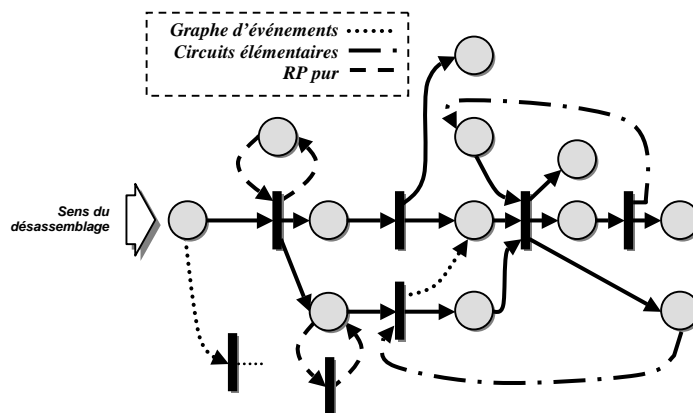 Graphe d'événements
Circuits élémentaires
RP pur
Sens du
désassemblage